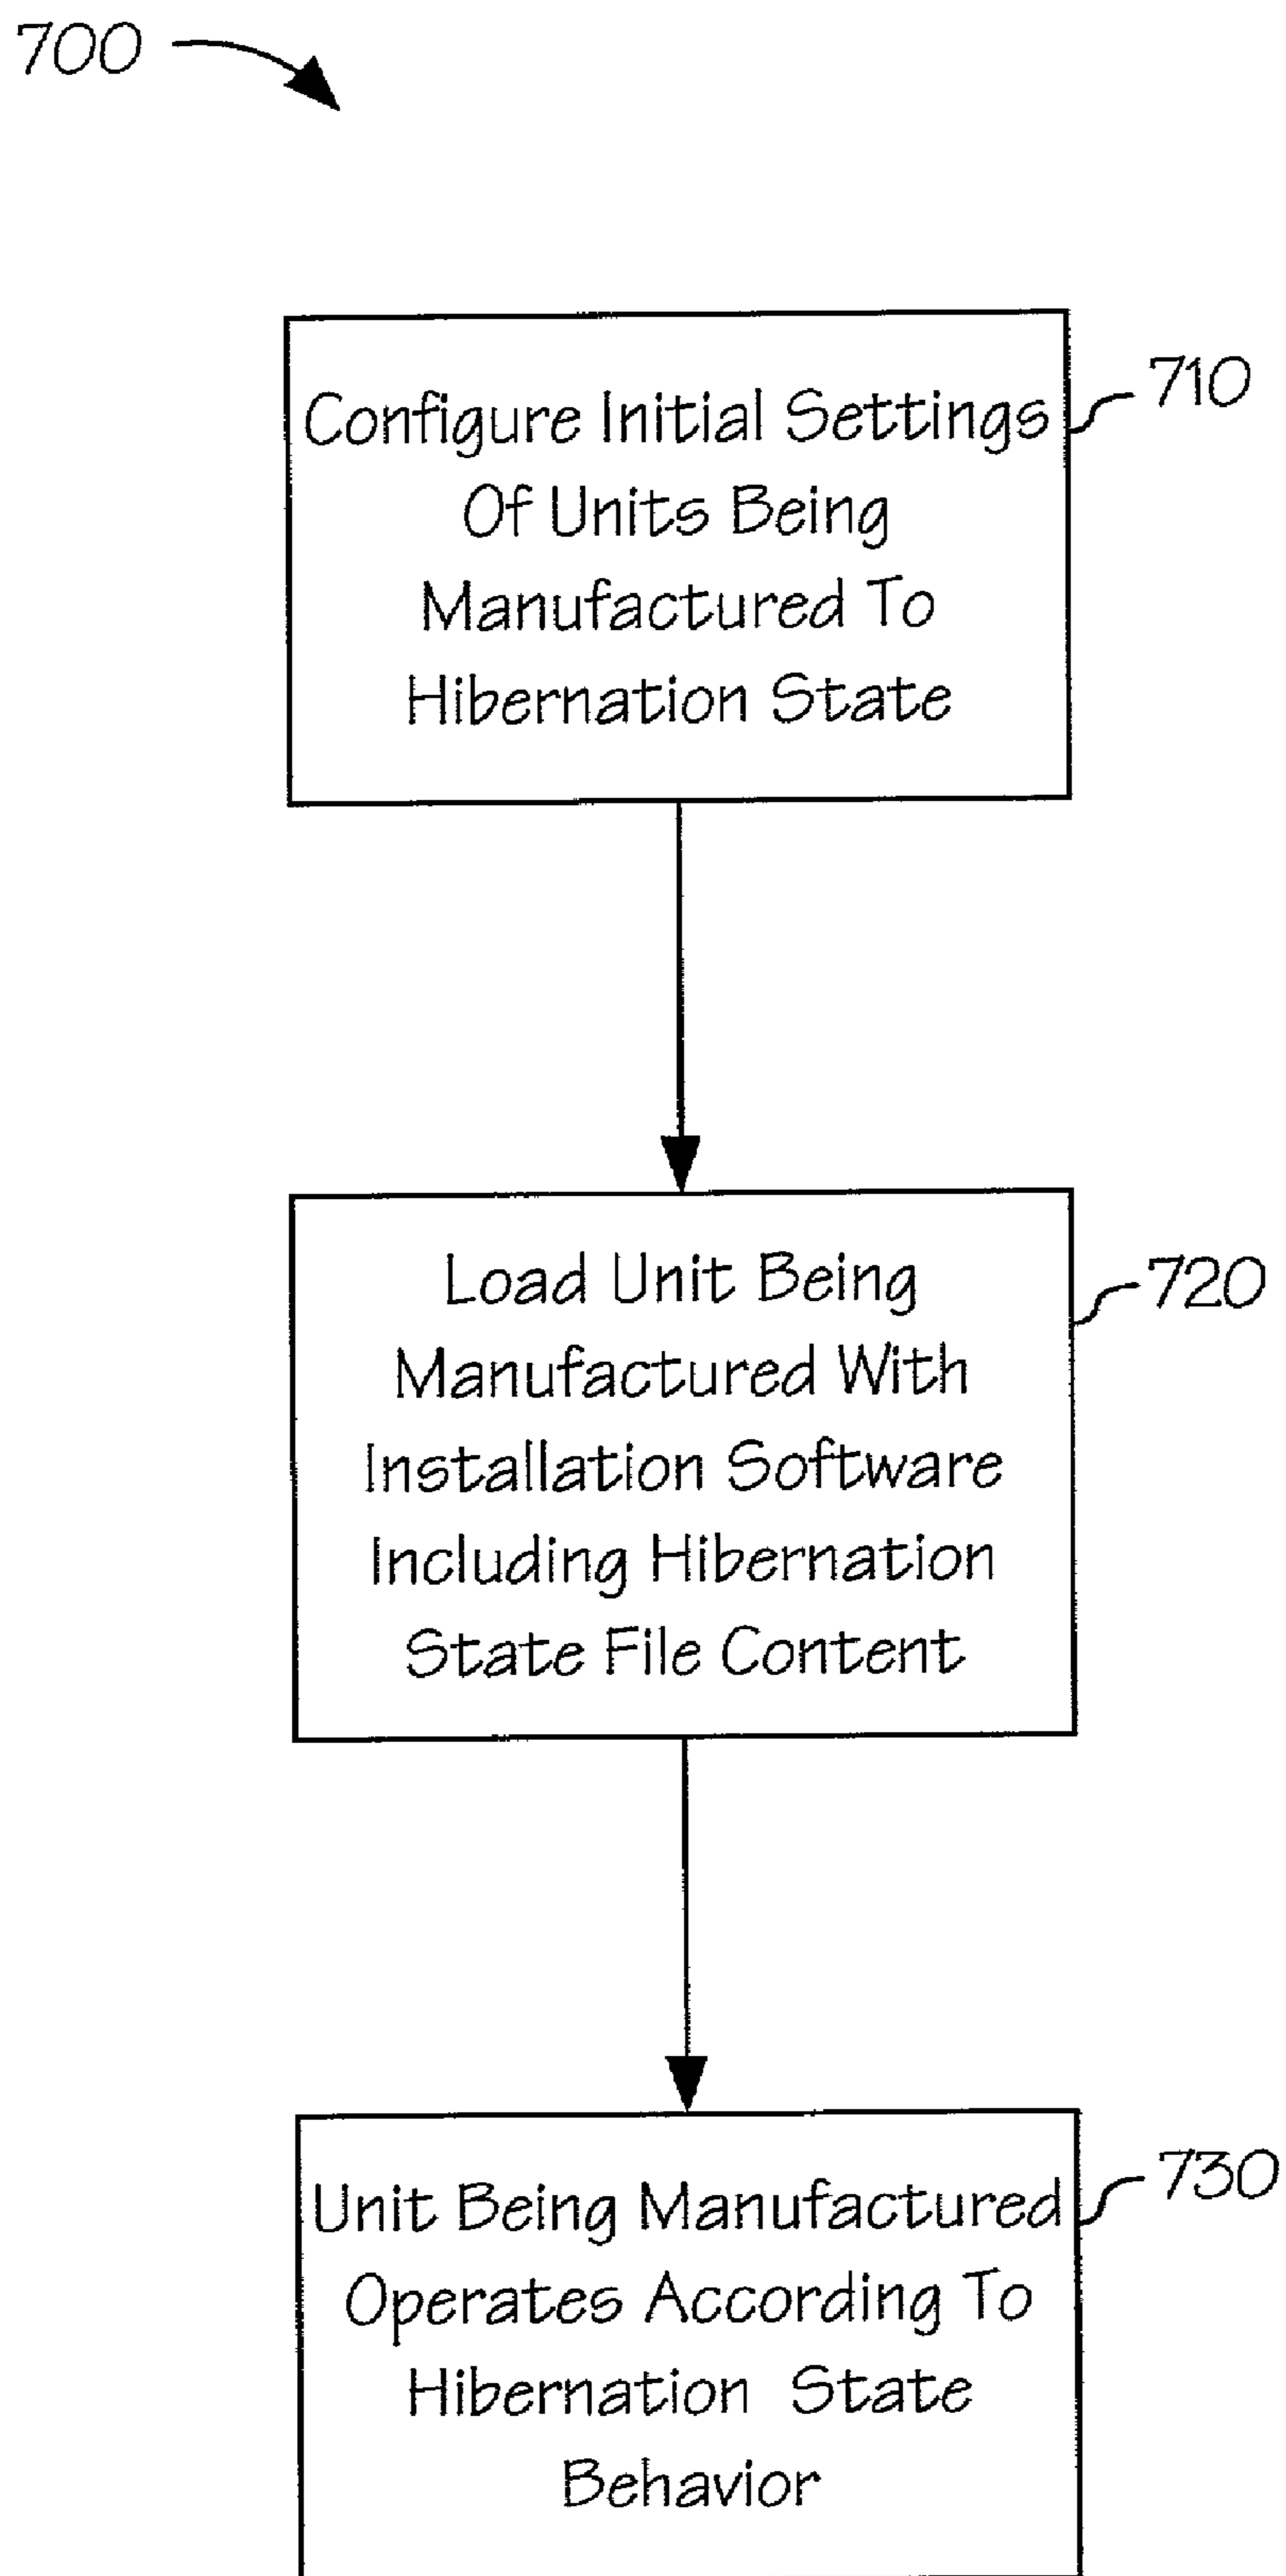 700
Configure Initial Settings
710
Of Units Being
Manufactured To
Hibernation State
Load Unit Being
720
Manufactured With
Installation Software
Including Hibernation
State File Content
Unit Being Manufactured
730
Operates According To
Hibernation State
Behavior